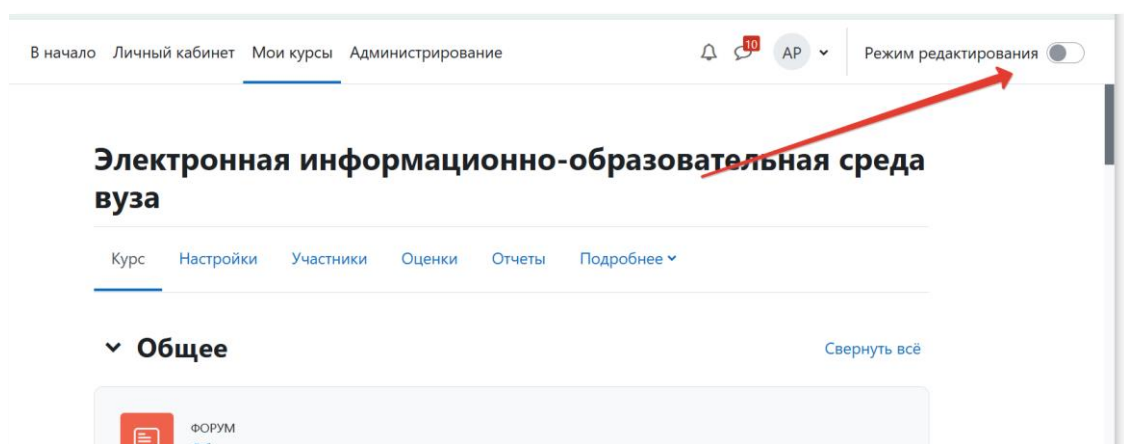 В начало Личный кабинет Мои курсы Администрирование 10 AP Режим редактирования
Электронная информационно-образовательная среда
вуза
Курс Настройки Участники Оценки Отчеты Подробнее
Общее Свернуть всё
ФОРУМ